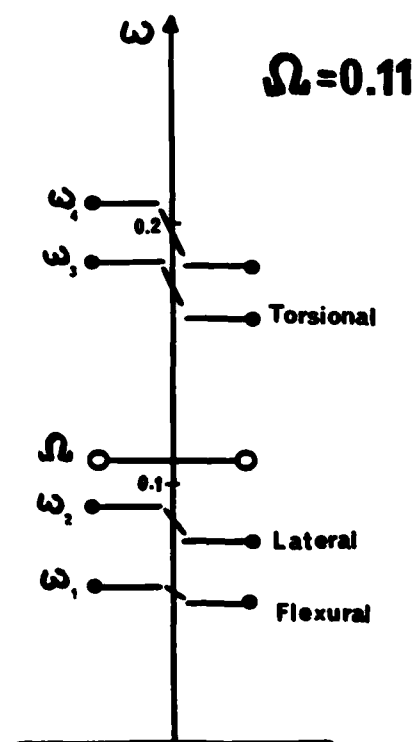 ω
Ω=0.11
ω₄
0.2
ω₃
Torsional
Ω
0.1
ω₂
Lateral
ω₁
Flexural